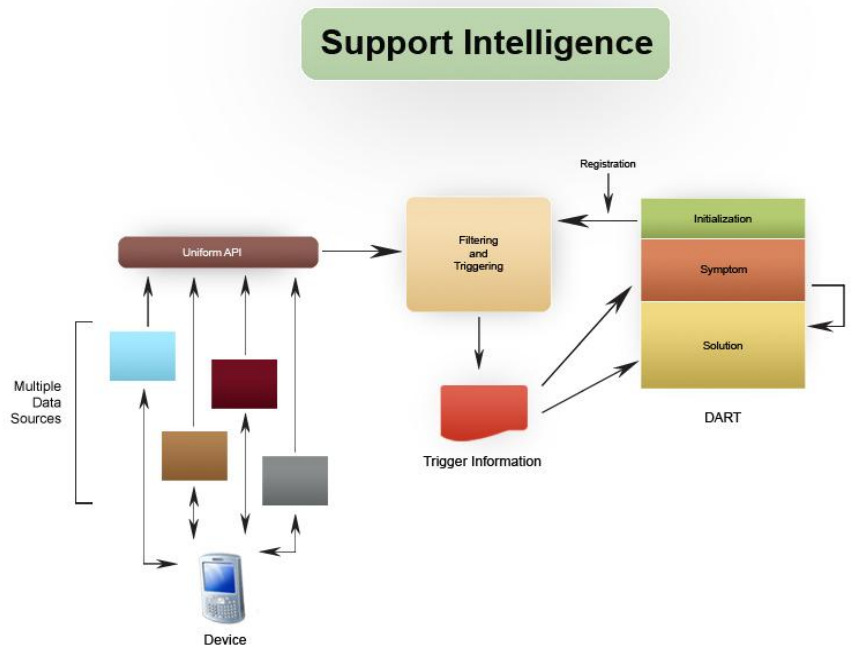 Support Intelligence
Registration
Initialization
Uniform API
Filtering
and
Triggering
Symptom
Solution
Multiple
Data
Sources
DART
Trigger Information
Device